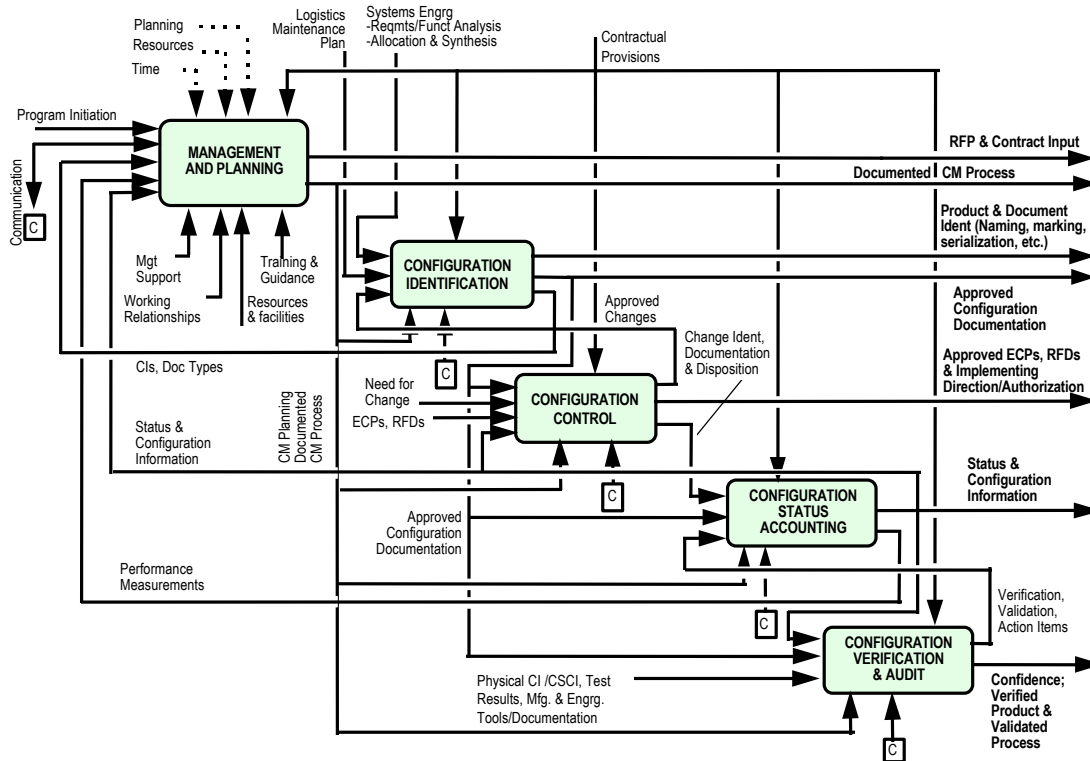 Planning
Resources
Time
Logistics
Maintenance
Plan
Systems Engrg
-Reqmts/Funct Analysis
-Allocation & Synthesis
Contractual
Provisions
Program Initiation
Communication
C
MANAGEMENT
AND PLANNING
RFP & Contract Input
Documented CM Process
Mgt
Support
Working
Relationships
Resources
& facilities
Training &
Guidance
CONFIGURATION
IDENTIFICATION
Product & Document
Ident (Naming, marking,
serialization, etc.)
Approved
Configuration
Documentation
Approved
Changes
C
CIs, Doc Types
Change Ident,
Documentation
& Disposition
Need for
Change
ECPs, RFDs
CONFIGURATION
CONTROL
Approved ECPs, RFDs
& Implementing
Direction/Authorization
Status &
Configuration
Information
CM Planning
Documented
CM Process
C
Status &
Configuration
Information
CONFIGURATION
STATUS
ACCOUNTING
Approved
Configuration
Documentation
Performance
Measurements
C
Verification,
Validation,
Action Items
CONFIGURATION
VERIFICATION
& AUDIT
Physical CI /CSCI, Test
Results, Mfg. & Engrg.
Tools/Documentation
Confidence;
Verified
Product &
Validated
Process
C